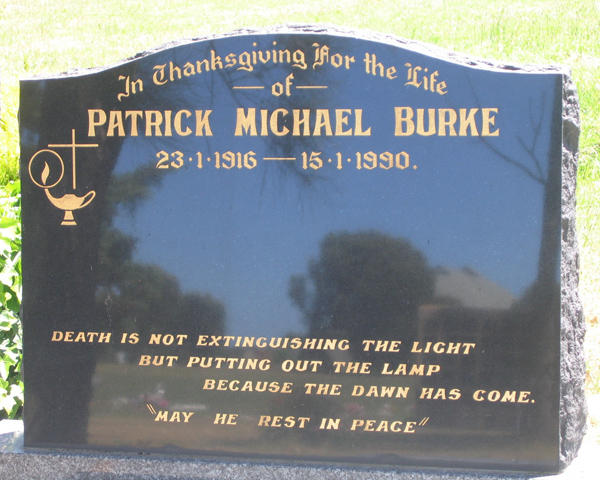 In Thanksgiving For the Life
— of —
PATRICK MICHAEL BURKE
23·1·1916 — 15·1·1990.
DEATH IS NOT EXTINGUISHING THE LIGHT
BUT PUTTING OUT THE LAMP
BECAUSE THE DAWN HAS COME.
"MAY HE REST IN PEACE"